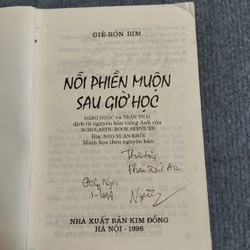 GIÊ-RÔN BIM
NỖI PHIỀN MUỘN
SAU GIỜ HỌC
ĐẶNG NGỌC và TRẦN THÁI
dịch từ nguyên bản tiếng Anh của
SCHOLASTIC BOOK SERVICES
Bìa: NGÔ XUÂN KHÔI
Minh họa theo nguyên bản
NHÀ XUẤT BẢN KIM ĐỒNG
HÀ NỘI - 1998